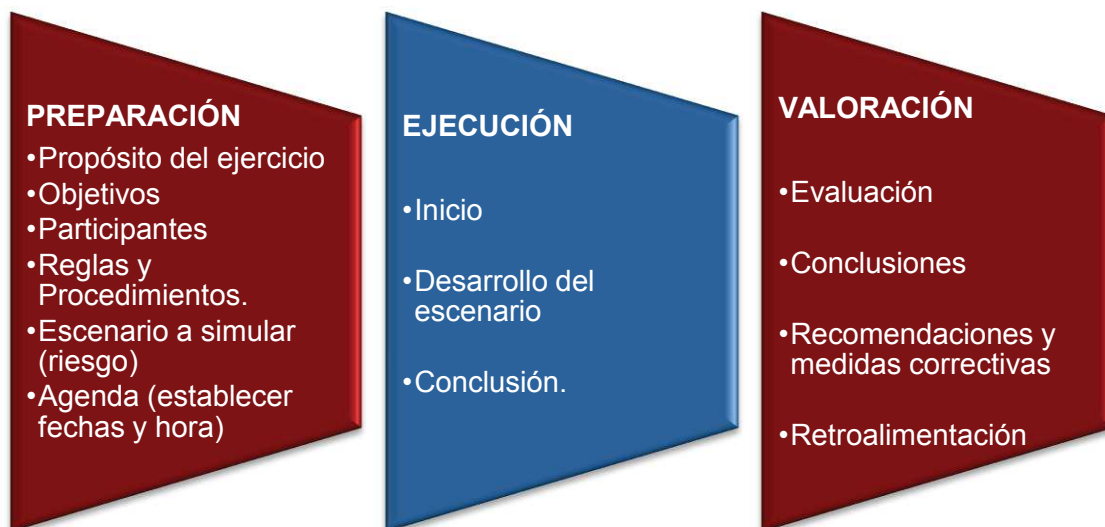 PREPARACIÓN
•Propósito del ejercicio
•Objetivos
•Participantes
•Reglas y
Procedimientos.
•Escenario a simular
(riesgo)
•Agenda (establecer
fechas y hora)
EJECUCIÓN
•Inicio
•Desarrollo del
escenario
•Conclusión.
VALORACIÓN
•Evaluación
•Conclusiones
•Recomendaciones y
medidas correctivas
•Retroalimentación